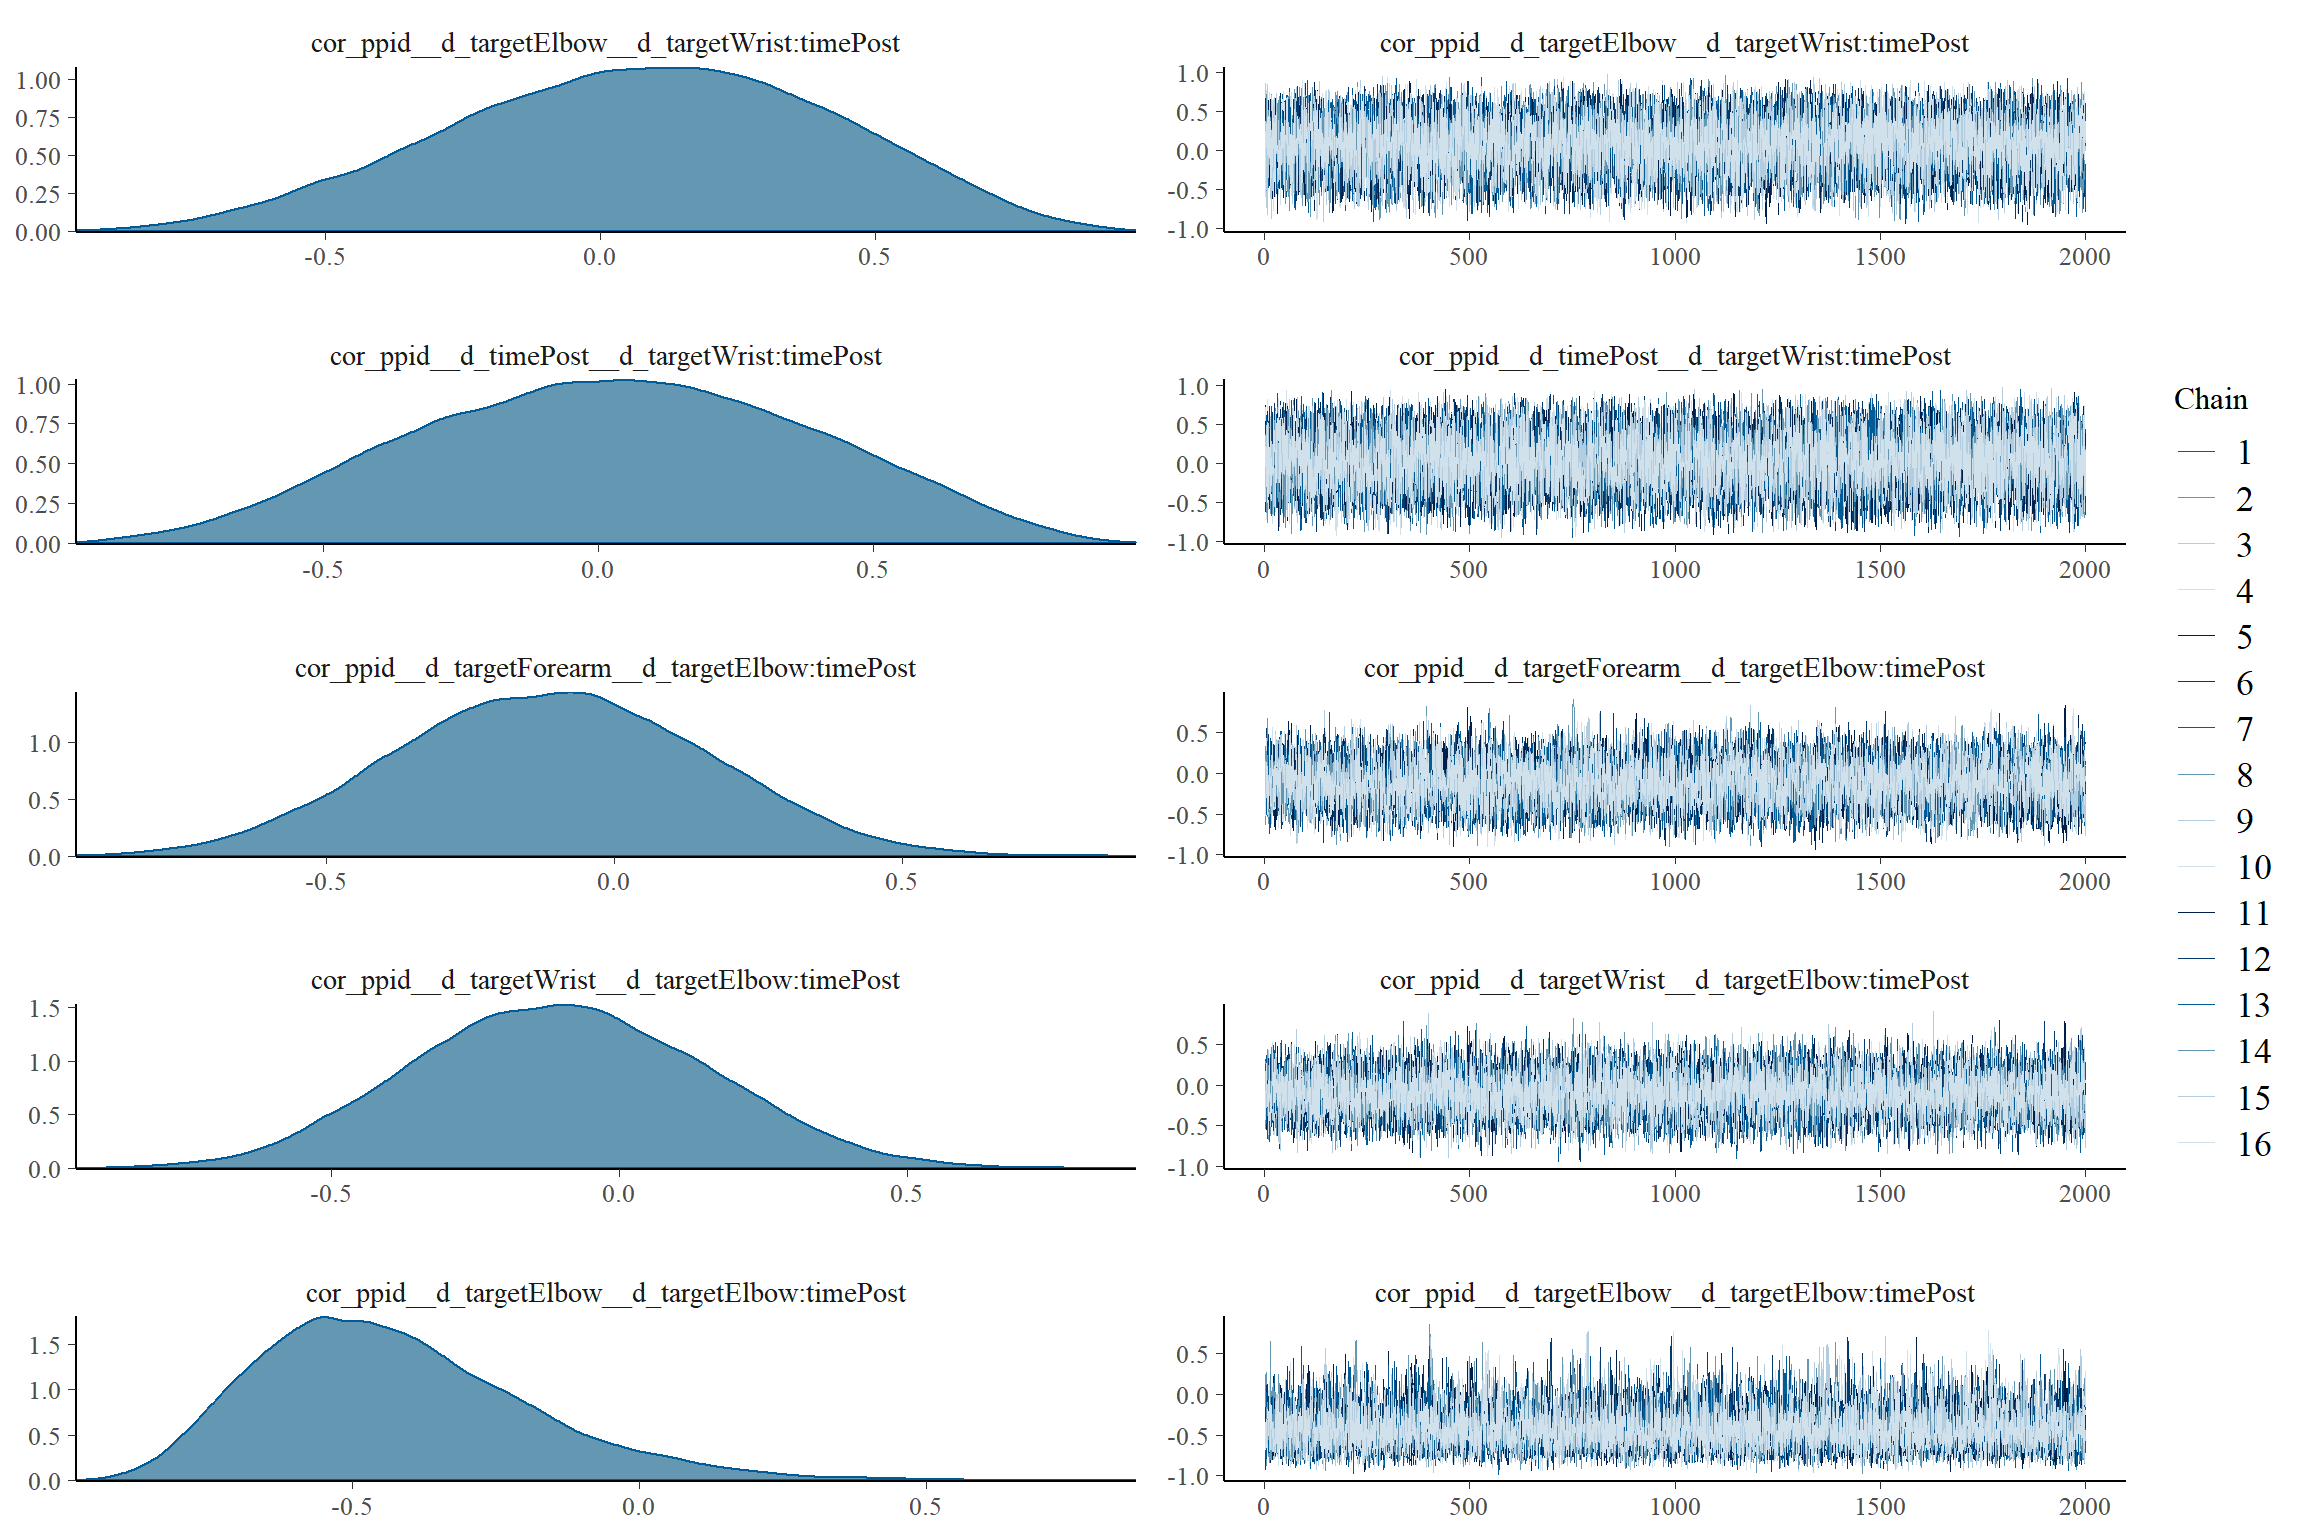 cor_ppid__d_targetElbow__d_targetWrist:timePost
1.00
0.75
0.50
0.25
0.00
-0.5 0.0 0.5
cor_ppid__d_targetElbow__d_targetWrist:timePost
1.0
0.5
0.0
-0.5
-1.0
0 500 1000 1500 2000
cor_ppid__d_timePost__d_targetWrist:timePost
1.00
0.75
0.50
0.25
0.00
-0.5 0.0 0.5
cor_ppid__d_timePost__d_targetWrist:timePost
1.0
0.5
0.0
-0.5
-1.0
0 500 1000 1500 2000
cor_ppid__d_targetForearm__d_targetElbow:timePost
1.0
0.5
0.0
-0.5 0.0 0.5
cor_ppid__d_targetForearm__d_targetElbow:timePost
0.5
0.0
-0.5
-1.0
0 500 1000 1500 2000
cor_ppid__d_targetWrist__d_targetElbow:timePost
1.5
1.0
0.5
0.0
-0.5 0.0 0.5
cor_ppid__d_targetWrist__d_targetElbow:timePost
0.5
0.0
-0.5
-1.0
0 500 1000 1500 2000
cor_ppid__d_targetElbow__d_targetElbow:timePost
1.5
1.0
0.5
0.0
-0.5 0.0 0.5
cor_ppid__d_targetElbow__d_targetElbow:timePost
0.5
0.0
-0.5
-1.0
0 500 1000 1500 2000
Chain
1
2
3
4
5
6
7
8
9
10
11
12
13
14
15
16